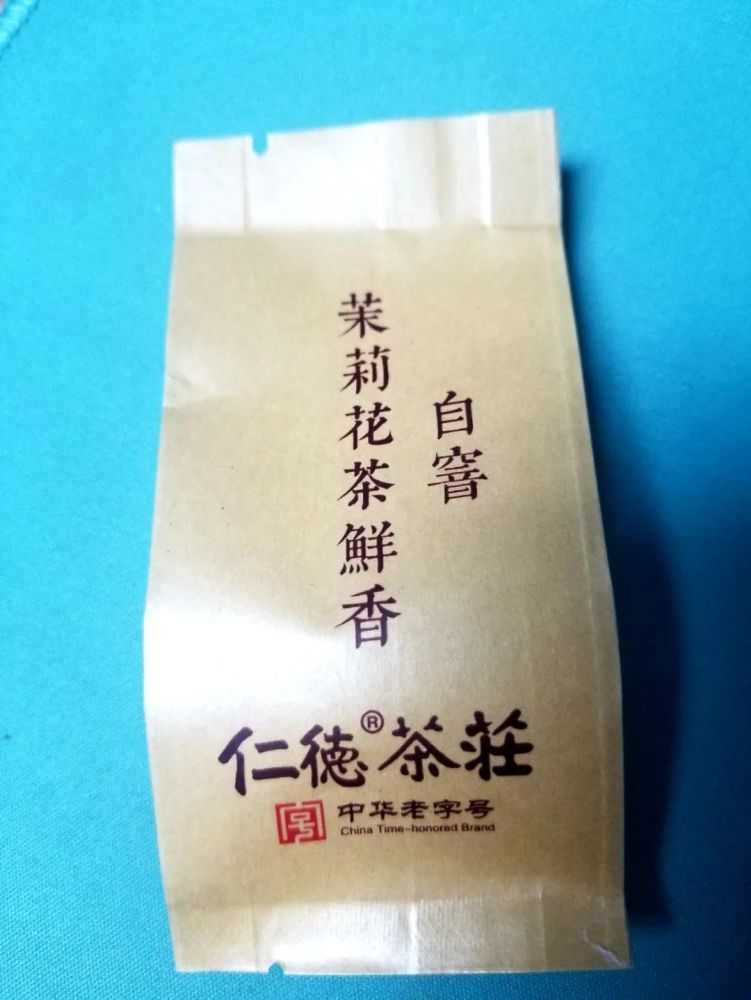 自窨
茉莉花茶鮮香
仁德®茶莊
中华老字号
China Time-honored Brand